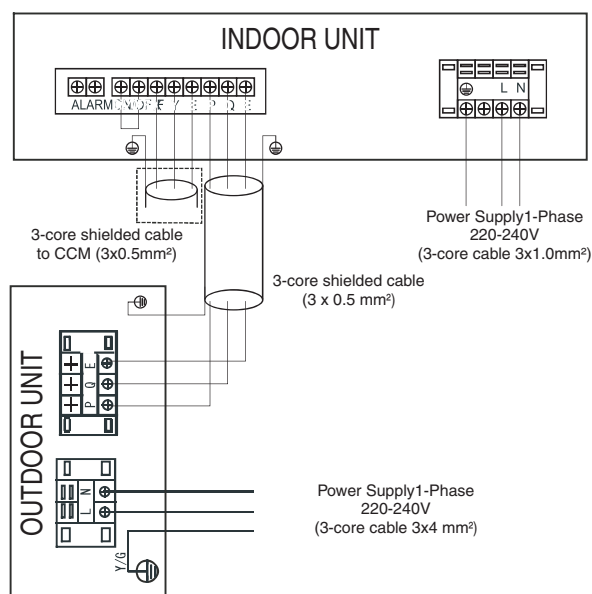 INDOOR UNIT
ALARM ON/OFF X Y E P Q E
L N
Power Supply1-Phase
220-240V
(3-core cable 3x1.0mm²)
3-core shielded cable
to CCM (3x0.5mm²)
3-core shielded cable
(3 x 0.5 mm²)
OUTDOOR UNIT
P Q E
L N
Y/G
Power Supply1-Phase
220-240V
(3-core cable 3x4 mm²)